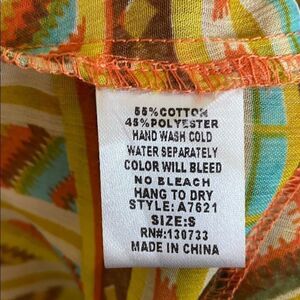 55%COTTON
45%POLYESTER
HAND WASH COLD
WATER SEPARATELY
COLOR WILL BLEED
NO BLEACH
HANG TO DRY
STYLE: A7621
SIZE:S
RN#:130733
MADE IN CHINA